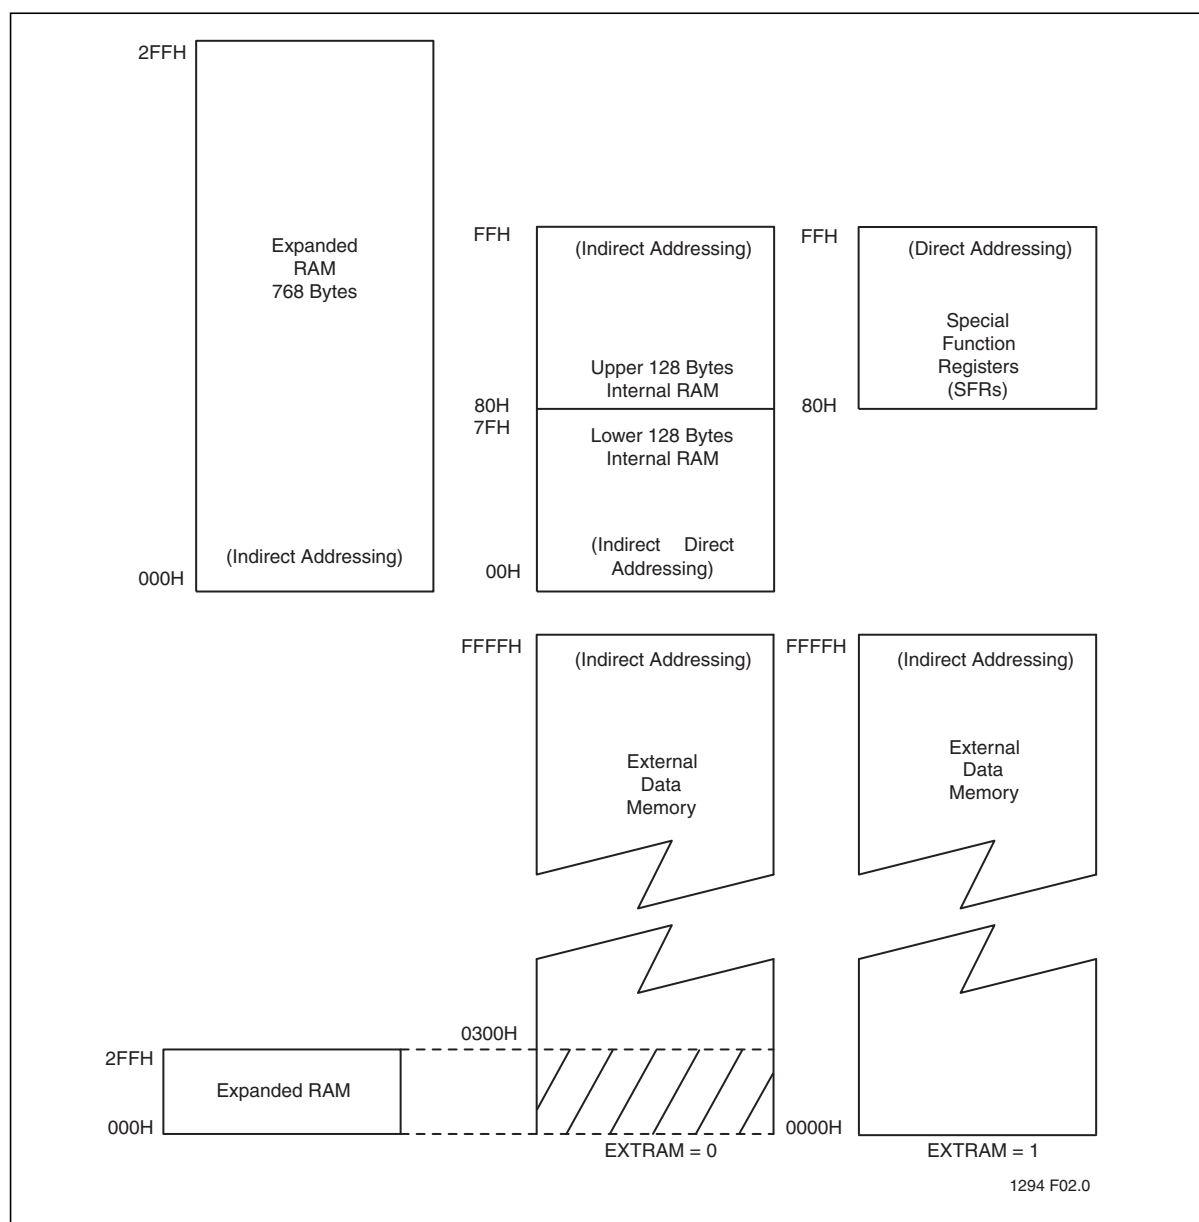 2FFH
Expanded
RAM
768 Bytes
(Indirect Addressing)
000H
FFH
(Indirect Addressing)
Upper 128 Bytes
Internal RAM
80H
7FH
Lower 128 Bytes
Internal RAM
(Indirect Direct
Addressing)
00H
FFH
(Direct Addressing)
Special
Function
Registers
(SFRs)
80H
FFFFH
(Indirect Addressing)
External
Data
Memory
0300H
2FFH
Expanded RAM
000H
EXTRAM = 0
FFFFH
(Indirect Addressing)
External
Data
Memory
0000H
EXTRAM = 1
1294 F02.0